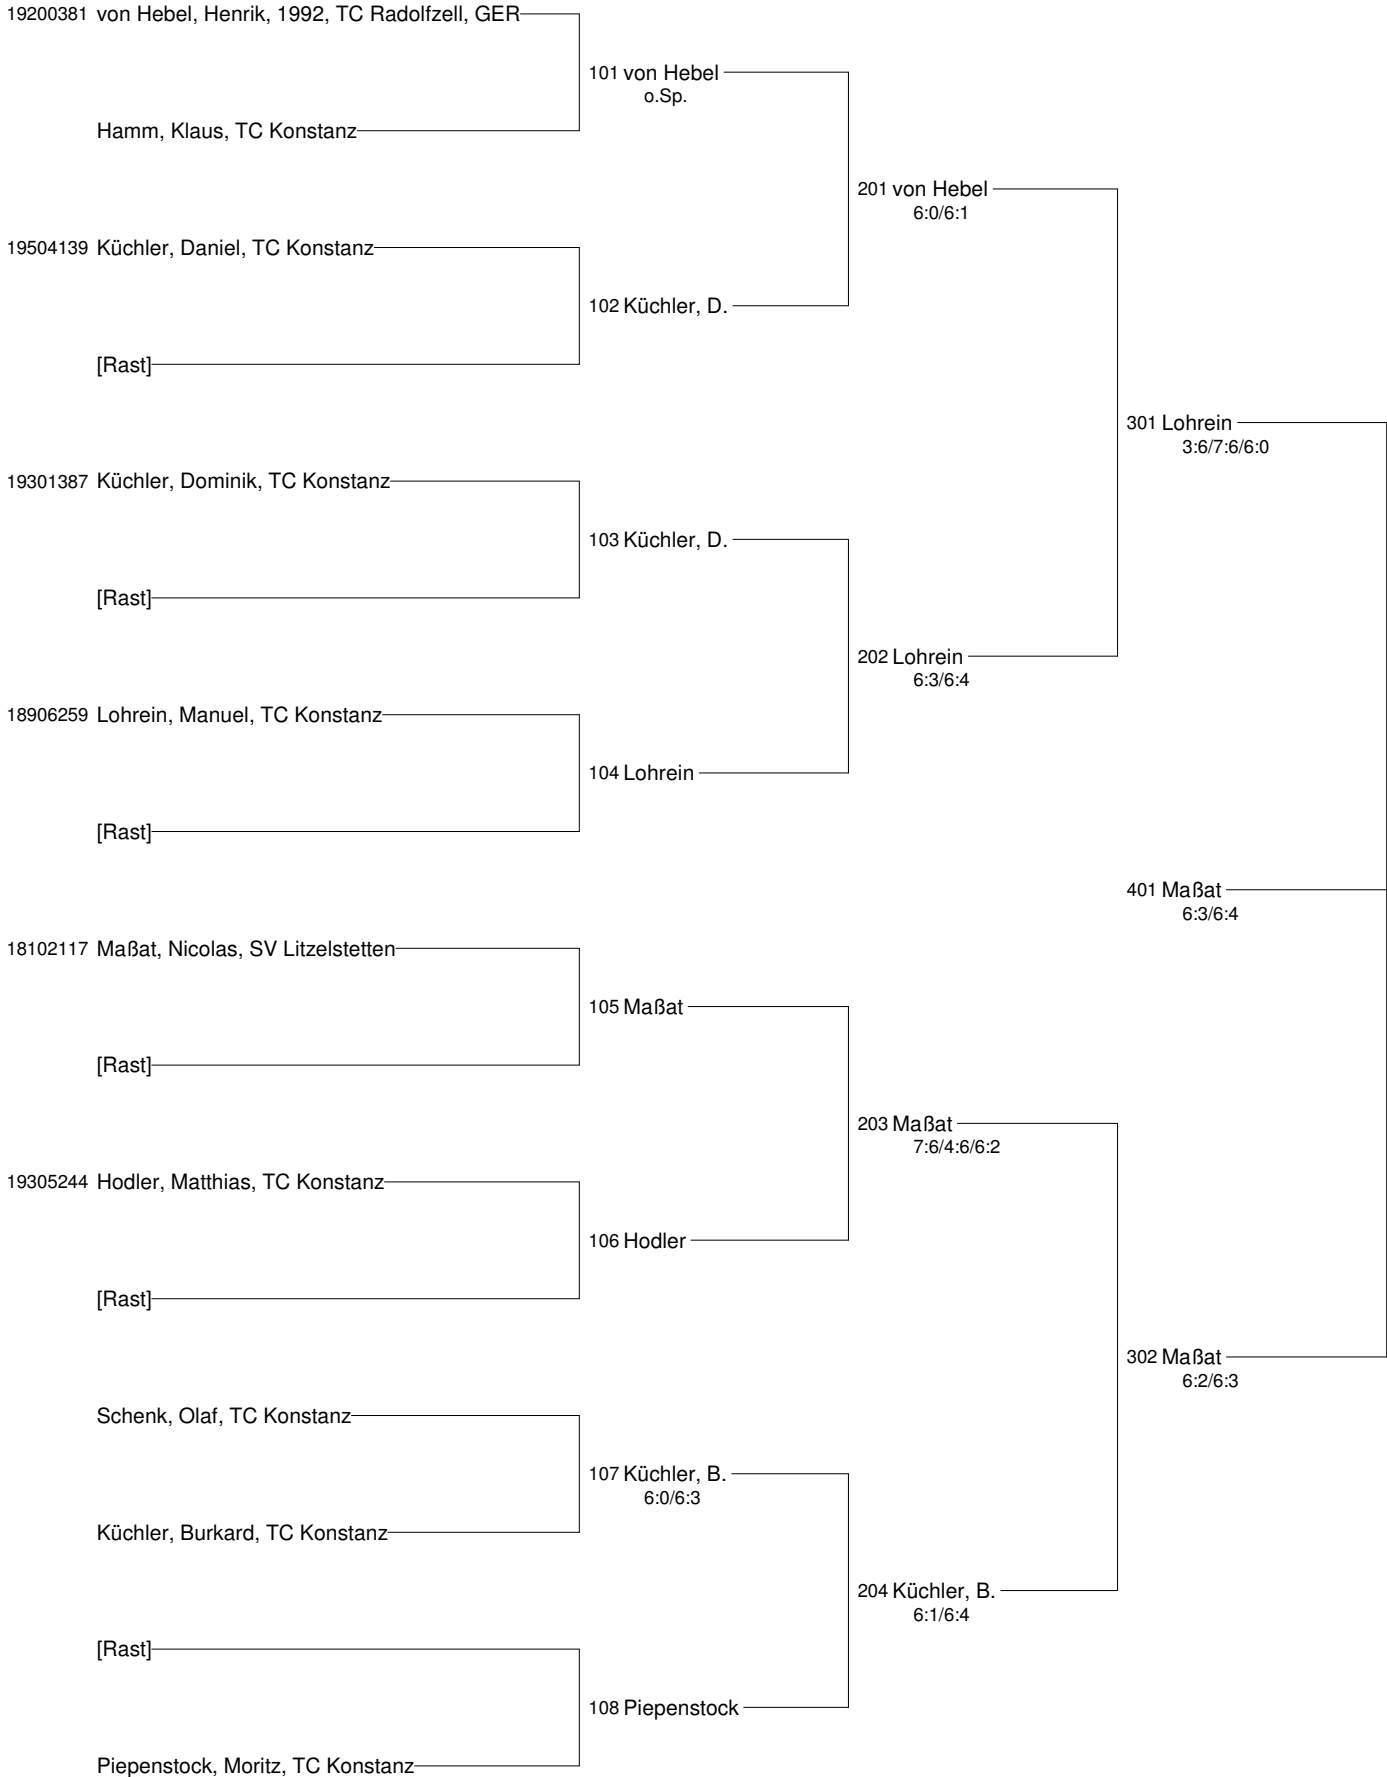 19200381 von Hebel, Henrik, 1992, TC Radolfzell, GER
101 von Hebel
o.Sp.
Hamm, Klaus, TC Konstanz
201 von Hebel
6:0/6:1
19504139 Küchler, Daniel, TC Konstanz
102 Küchler, D.
[Rast]
301 Lohrein
3:6/7:6/6:0
19301387 Küchler, Dominik, TC Konstanz
103 Küchler, D.
[Rast]
202 Lohrein
6:3/6:4
18906259 Lohrein, Manuel, TC Konstanz
104 Lohrein
[Rast]
401 Maßat
6:3/6:4
18102117 Maßat, Nicolas, SV Litzelstetten
105 Maßat
[Rast]
203 Maßat
7:6/4:6/6:2
19305244 Hodler, Matthias, TC Konstanz
106 Hodler
[Rast]
302 Maßat
6:2/6:3
Schenk, Olaf, TC Konstanz
107 Küchler, B.
6:0/6:3
Küchler, Burkard, TC Konstanz
204 Küchler, B.
6:1/6:4
[Rast]
108 Piepenstock
Piepenstock, Moritz, TC Konstanz